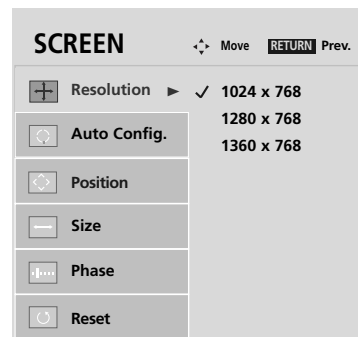 SCREEN Move RETURN Prev.
Resolution ► ✓ 1024 x 768
1280 x 768
1360 x 768
Auto Config.
Position
Size
Phase
Reset